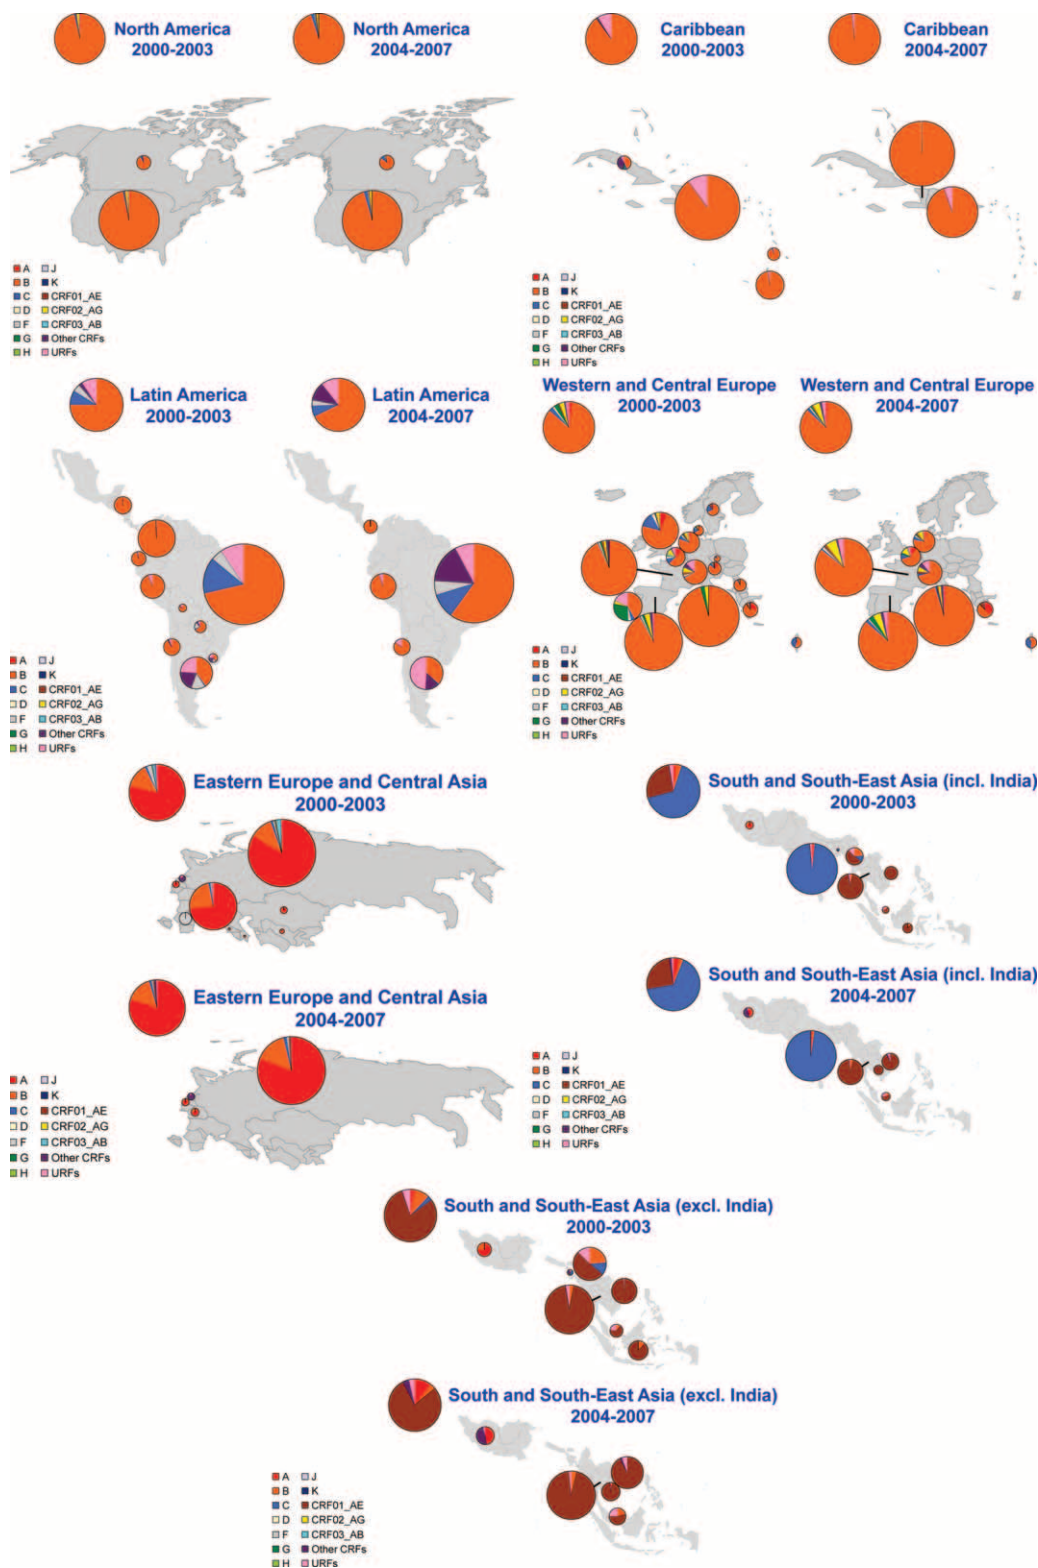 North America
2000-2003
North America
2004-2007
Caribbean
2000-2003
Caribbean
2004-2007
A J
B K
C CRF01_AE
D CRF02_AG
F CRF03_AB
G Other CRFs
H URFs
A J
B K
C CRF01_AE
D CRF02_AG
F CRF03_AB
G Other CRFs
H URFs
Latin America
2000-2003
Latin America
2004-2007
Western and Central Europe
2000-2003
Western and Central Europe
2004-2007
A J
B K
C CRF01_AE
D CRF02_AG
F CRF03_AB
G Other CRFs
H URFs
A J
B K
C CRF01_AE
D CRF02_AG
F CRF03_AB
G Other CRFs
H URFs
Eastern Europe and Central Asia
2000-2003
South and South-East Asia (incl. India)
2000-2003
Eastern Europe and Central Asia
2004-2007
South and South-East Asia (incl. India)
2004-2007
A J
B K
C CRF01_AE
D CRF02_AG
F CRF03_AB
G Other CRFs
H URFs
A J
B K
C CRF01_AE
D CRF02_AG
F CRF03_AB
G Other CRFs
H URFs
South and South-East Asia (excl. India)
2000-2003
South and South-East Asia (excl. India)
2004-2007
A J
B K
C CRF01_AE
D CRF02_AG
F CRF03_AB
G Other CRFs
H URFs